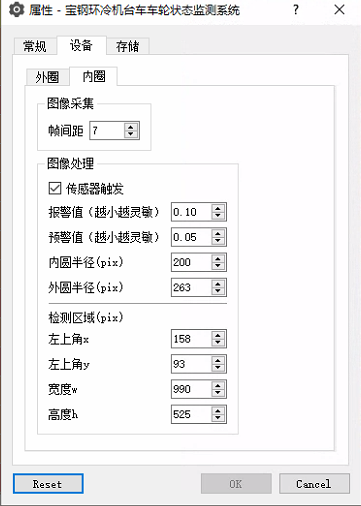 属性 - 宝钢环冷机台车车轮状态监测系统 ? ×
常规 设备 存储
外圈 内圈
图像采集
帧间距 7
图像处理
传感器触发
报警值（越小越灵敏） 0.10
预警值（越小越灵敏） 0.05
内圆半径(pix) 200
外圆半径(pix) 263
检测区域(pix)
左上角x 158
左上角y 93
宽度w 990
高度h 525
Reset OK Cancel